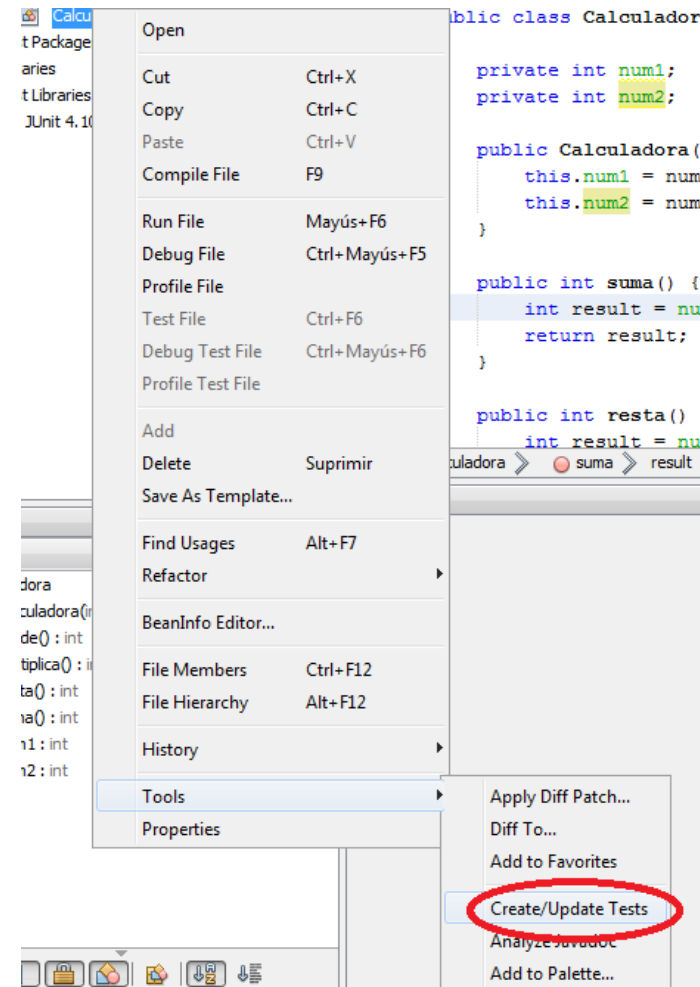 Calcu
t Package
aries
t Libraries
JUnit 4.10
Open
Cut Ctrl+X
Copy Ctrl+C
Paste Ctrl+V
Compile File F9
Run File Mayús+F6
Debug File Ctrl+Mayús+F5
Profile File
Test File Ctrl+F6
Debug Test File Ctrl+Mayús+F6
Profile Test File
Add
Delete Suprimir
Save As Template...
Find Usages Alt+F7
Refactor
BeanInfo Editor...
File Members Ctrl+F12
File Hierarchy Alt+F12
History
Tools
Properties
Apply Diff Patch...
Diff To...
Add to Favorites
Create/Update Tests
Analyze Javadoc
Add to Palette...
blic class Calculador
private int num1;
private int num2;
public Calculadora(
this.num1 = num
this.num2 = num
}
public int suma() {
int result = nu
return result;
}
public int resta()
int result = nu
culadora suma result
dora
culadora(in
de() : int
tiplica() : i
ta() : int
na() : int
n1 : int
n2 : int